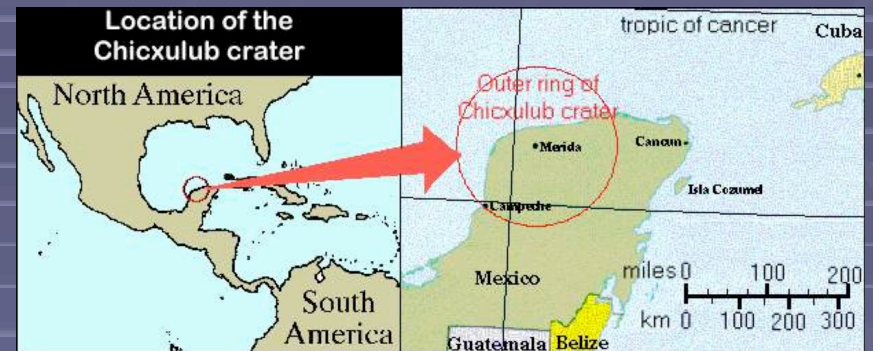 Location of the
Chicxulub crater
North America
South
America
tropic of cancer
Cuba
Outer ring of
Chicxulub crater
Merida
Cancun
Isla Cozumel
Campeche
Mexico
miles 0 100 200
km 0 100 200 300
Guatemala Belize